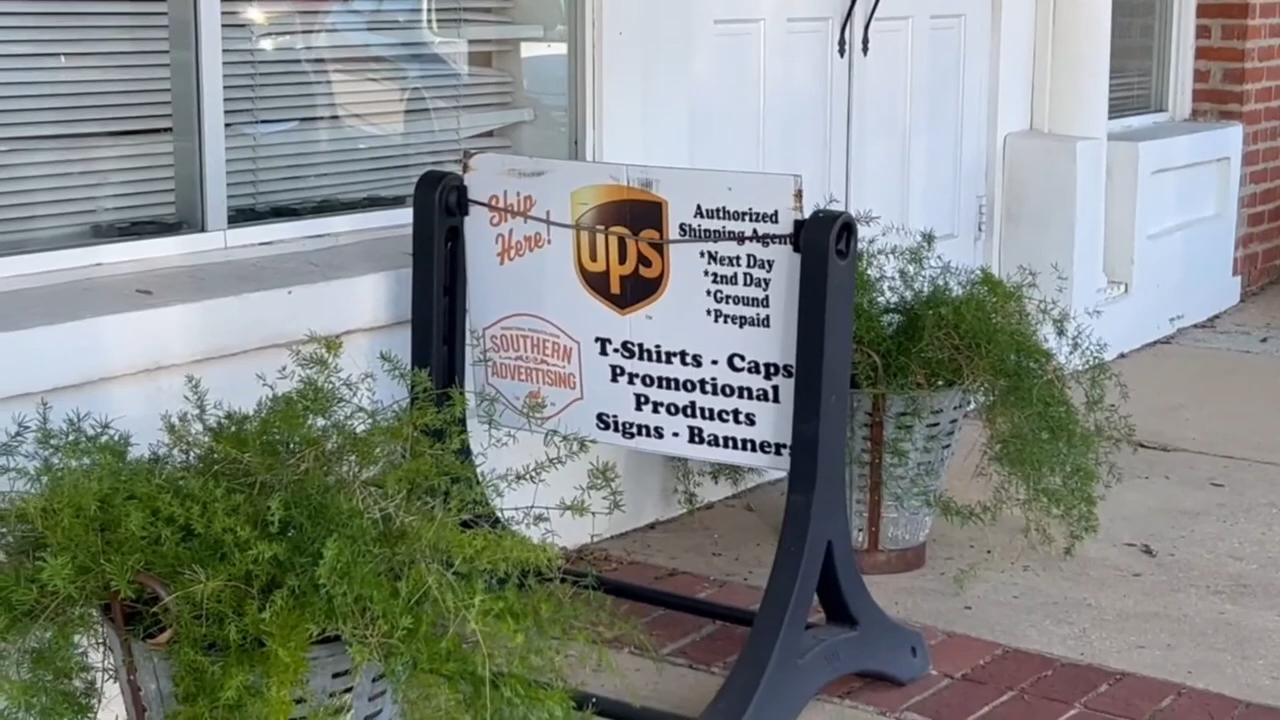 Ship
Here!
ups
Authorized
Shipping Agent
*Next Day
*2nd Day
*Ground
*Prepaid
SOUTHERN
ADVERTISING
T-Shirts - Caps
Promotional
Products
Signs - Banners